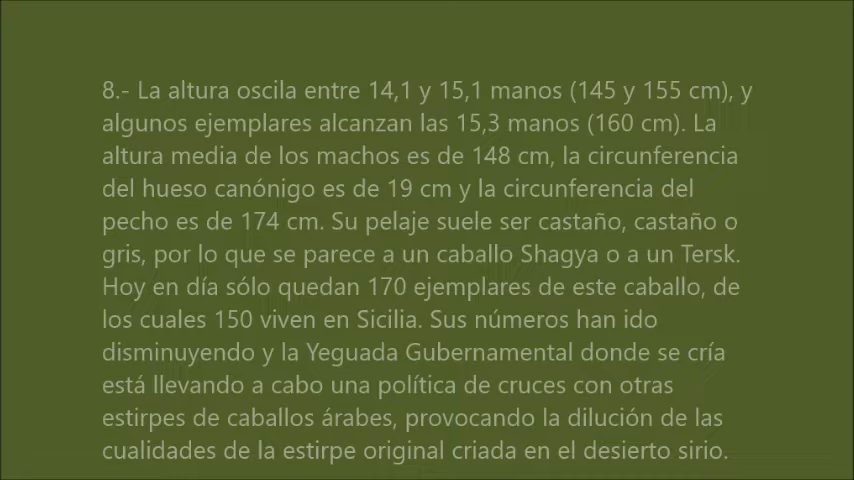 8.- La altura oscila entre 14,1 y 15,1 manos (145 y 155 cm), y
algunos ejemplares alcanzan las 15,3 manos (160 cm). La
altura media de los machos es de 148 cm, la circunferencia
del hueso canónigo es de 19 cm y la circunferencia del
pecho es de 174 cm. Su pelaje suele ser castaño, castaño o
gris, por lo que se parece a un caballo Shagya o a un Tersk.
Hoy en día sólo quedan 170 ejemplares de este caballo, de
los cuales 150 viven en Sicilia. Sus números han ido
disminuyendo y la Yeguada Gubernamental donde se cría
está llevando a cabo una política de cruces con otras
estirpes de caballos árabes, provocando la dilución de las
cualidades de la estirpe original criada en el desierto sirio.